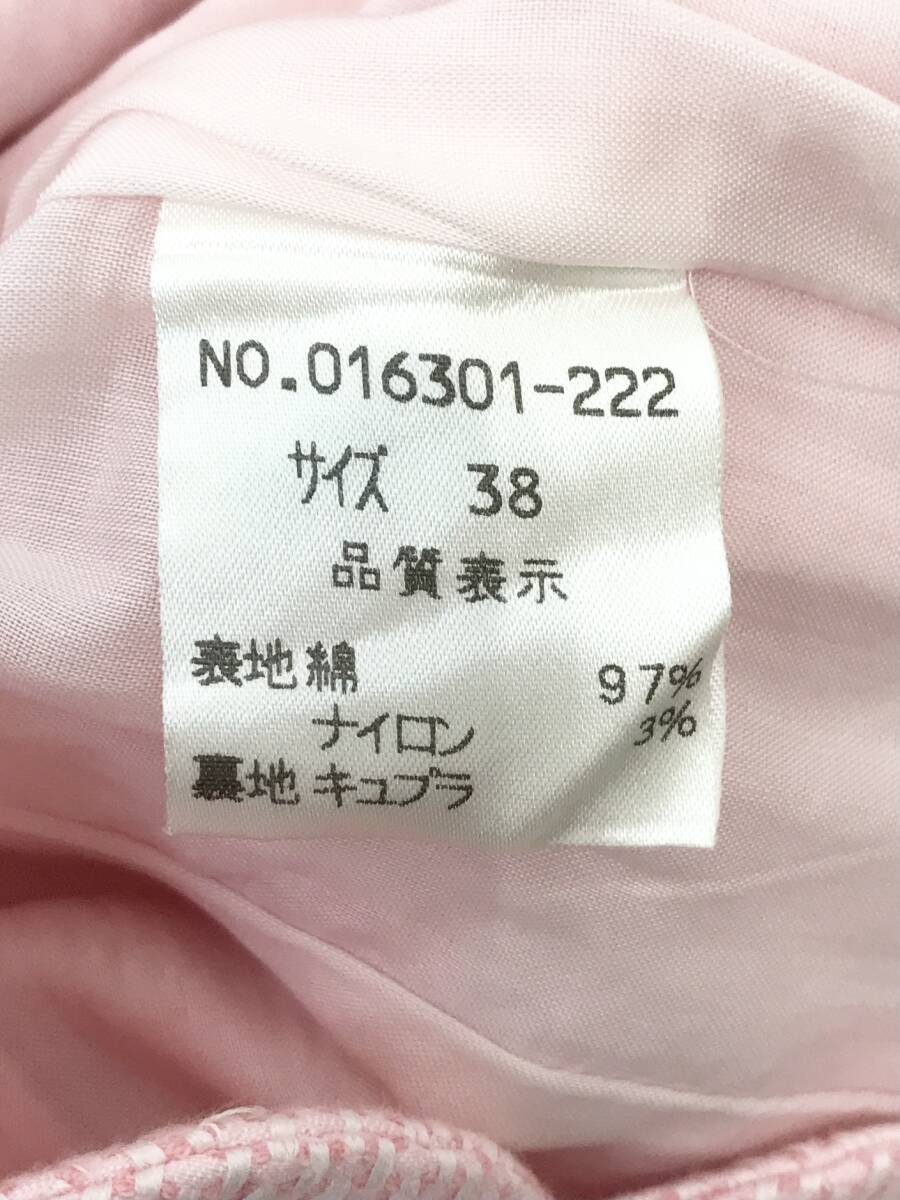 NO.016301-222
サイズ 38
品質表示
表地 綿 97%
ナイロン 3%
裏地 キュプラ